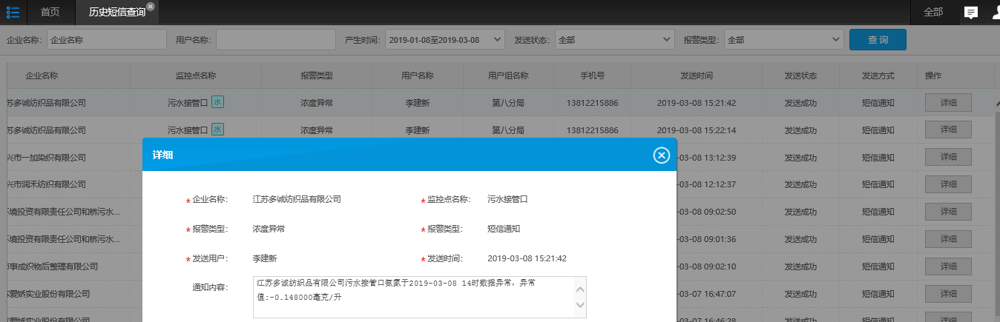 首页 历史短信查询 全部
企业名称： 企业名称 用户名称： 产生时间： 2019-01-08至2019-03-08 发送状态： 全部 报警类型： 全部 查询
企业名称 监控点名称 报警类型 用户名称 用户组名称 手机号 发送时间 发送状态 发送方式 操作
苏多诚纺织品有限公司 污水接管口 水 浓度异常 李建新 第八分局 13812215886 2019-03-08 15:21:42 发送成功 短信通知 详细
苏多诚纺织品有限公司 污水接管口 水 浓度异常 李建新 第八分局 13812215886 2019-03-08 15:22:14 发送成功 短信通知 详细
兴市一加染织有限公司 -03-08 13:12:39 发送成功 短信通知 详细
兴市润禾纺织有限公司 -03-08 12:12:37 发送成功 短信通知 详细
环境投资有限责任公司和桥污水... -03-08 09:02:50 发送成功 短信通知 详细
环境投资有限责任公司和桥污水... -03-08 09:01:36 发送成功 短信通知 详细
事成织物后整理有限公司 -03-08 09:02:10 发送成功 短信通知 详细
爱娇实业股份有限公司 -03-07 16:47:07 发送成功 短信通知 详细
爱娇实业股份有限公司 -03-07 16:46:28 发送成功 短信通知 详细
详细
*企业名称： 江苏多诚纺织品有限公司 *监控点名称： 污水接管口
*报警类型： 浓度异常 *报警类型： 短信通知
*发送用户： 李建新 *发送时间： 2019-03-08 15:21:42
通知内容： 江苏多诚纺织品有限公司污水接管口氨氮于2019-03-08 14时数据异常，异常
值:-0.148000毫克/升